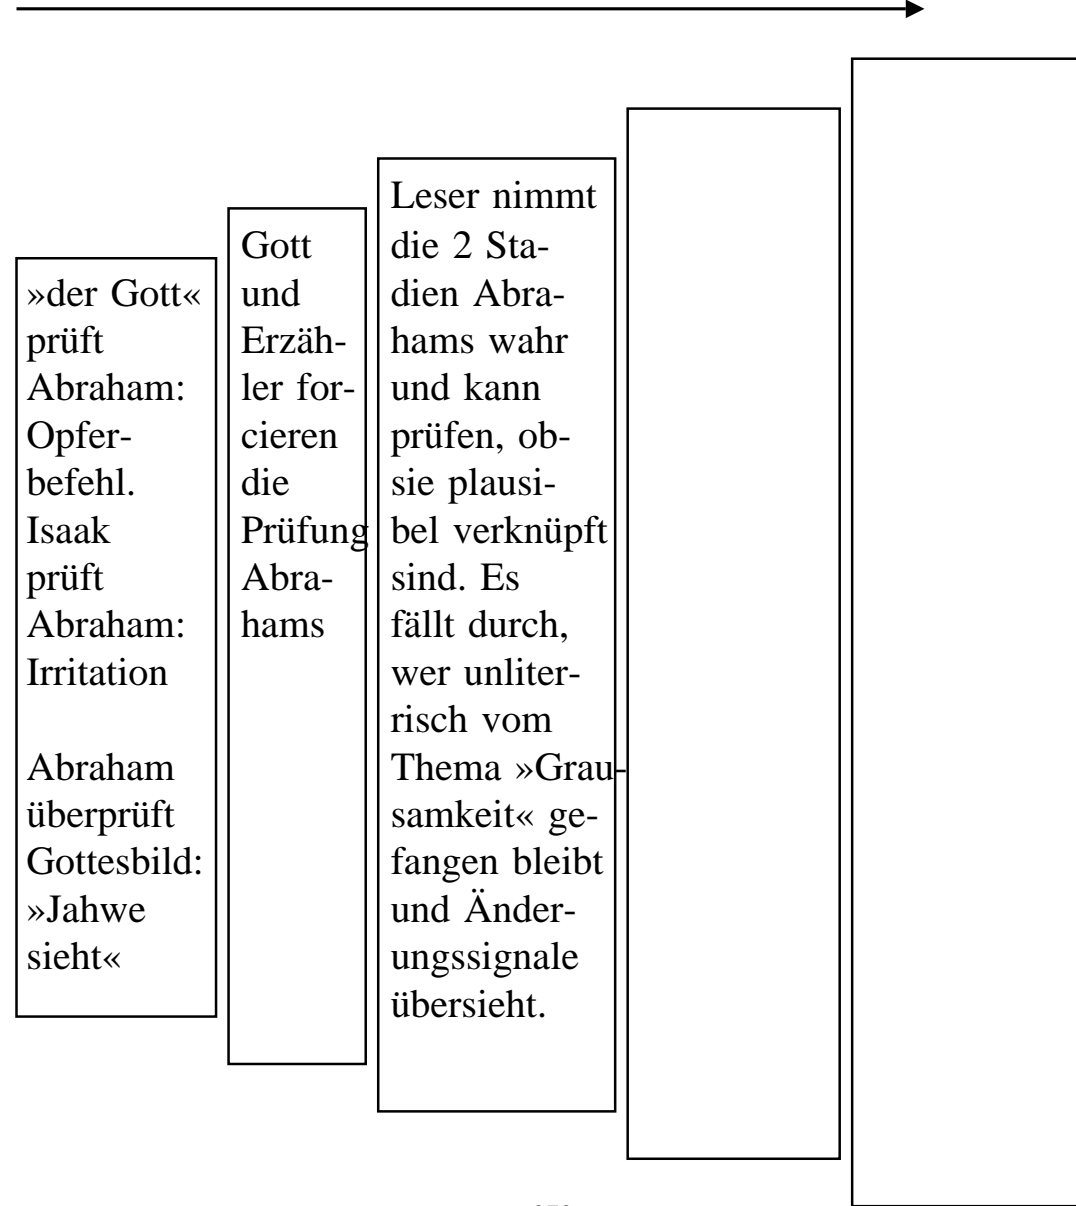 »der Gott«
prüft
Abraham:
Opfer-
befehl.
Isaak
prüft
Abraham:
Irritation
Abraham
überprüft
Gottesbild:
»Jahwe
sieht«
Gott
und
Erzäh-
ler for-
cieren
die
Prüfung
Abra-
hams
Leser nimmt
die 2 Sta-
dien Abra-
hams wahr
und kann
prüfen, ob-
sie plausi-
bel verknüpft
sind. Es
fällt durch,
wer unliter-
risch vom
Thema »Grau-
samkeit« ge-
fangen bleibt
und Änder-
ungssignale
übersieht.